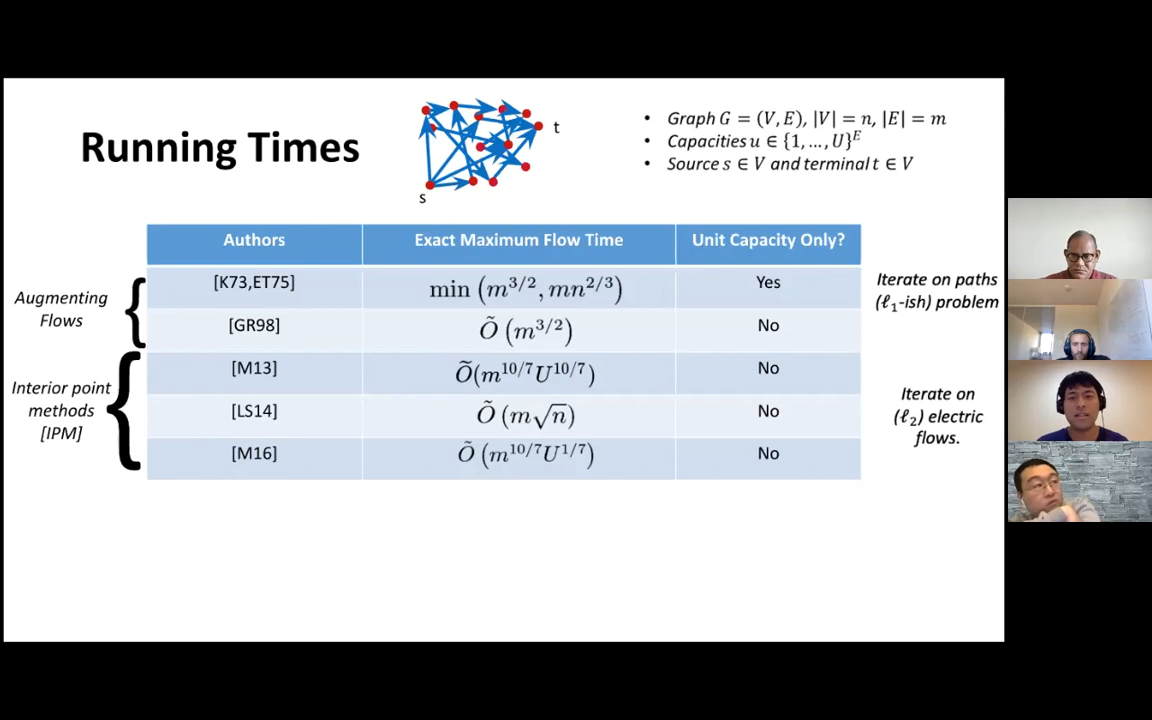 Running Times
s
t
• Graph G = (V, E), |V| = n, |E| = m
• Capacities u ∈ {1, ..., U}^E
• Source s ∈ V and terminal t ∈ V
Authors Exact Maximum Flow Time Unit Capacity Only?
[K73,ET75] min (m^{3/2}, mn^{2/3}) Yes
[GR98] Õ (m^{3/2}) No
[M13] Õ(m^{10/7}U^{10/7}) No
[LS14] Õ (m√n) No
[M16] Õ (m^{10/7}U^{1/7}) No
Augmenting
Flows
Interior point
methods
[IPM]
Iterate on paths
(ℓ₁-ish) problem
Iterate on
(ℓ₂) electric
flows.